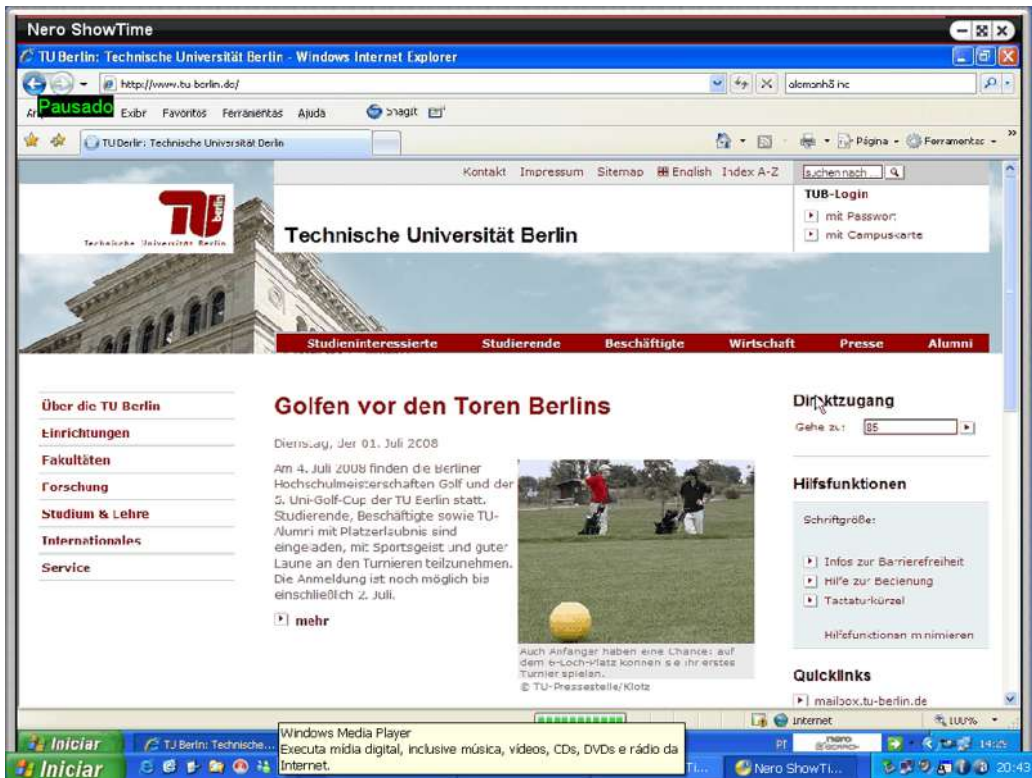 Nero ShowTime
TU Berlin: Technische Universität Berlin - Windows Internet Explorer
http://www.tu-berlin.de/
alemanhã inc
Pausado
Exibir Favoritos Ferramentas Ajuda SnagIt
TU Berlin: Technische Universität Berlin
Página Ferramentas
Kontakt Impressum Sitemap English Index A-Z
suchen nach ...
TUB-Login
mit Passwort
mit Campuskarte
TU berlin
Technische Universität Berlin
Technische Universität Berlin
Studieninteressierte Studierende Beschäftigte Wirtschaft Presse Alumni
Über die TU Berlin
Einrichtungen
Fakultäten
Forschung
Studium & Lehre
Internationales
Service
Golfen vor den Toren Berlins
Dienstag, der 01. Juli 2008
Am 4. Juli 2008 finden die Berliner
Hochschulmeisterschaften Golf und der
Uni-Golf-Cup der TU Berlin statt.
Studierende, Beschäftigte sowie TU-
Alumni mit Platzerlaubnis sind
eingeladen, mit Sportsgeist und guter
Laune an den Turnieren teilzunehmen.
Die Anmeldung ist noch möglich bis
einschließlich 2. Juli.
mehr
Auch Anfänger haben eine Chance: auf
dem 6-Loch-Platz können sie ihr erstes
Turnier spielen.
© TU-Pressestelle/Klotz
Direktzugang
Gehe zu: 85
Hilfsfunktionen
Schriftgröße:
Infos zur Barrierefreiheit
Hilfe zur Bedienung
Tastaturkürzel
Hilfsfunktionen minimieren
Quicklinks
mailbox.tu-berlin.de
Internet 100%
Iniciar TU Berlin: Technische... PT nero SEARCH 14:25
Windows Media Player
Executa mídia digital, inclusive música, vídeos, CDs, DVDs e rádio da
Internet.
Iniciar Ti... Nero ShowTi... 20:43